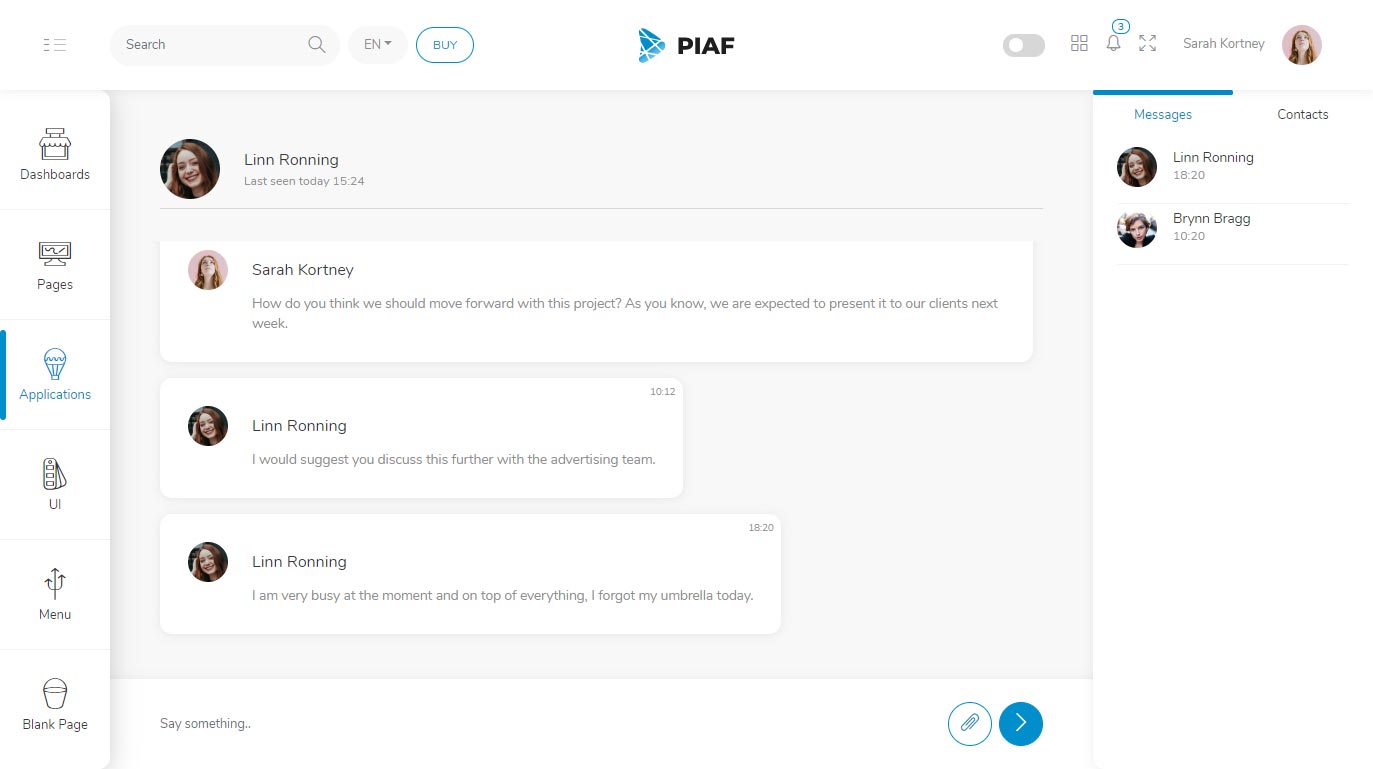 Search
EN
BUY
PIAF
3
Sarah Kortney
Dashboards
Pages
Applications
UI
Menu
Blank Page
Linn Ronning
Last seen today 15:24
Sarah Kortney
How do you think we should move forward with this project? As you know, we are expected to present it to our clients next
week.
10:12
Linn Ronning
I would suggest you discuss this further with the advertising team.
18:20
Linn Ronning
I am very busy at the moment and on top of everything, I forgot my umbrella today.
Say something..
Messages
Contacts
Linn Ronning
18:20
Brynn Bragg
10:20